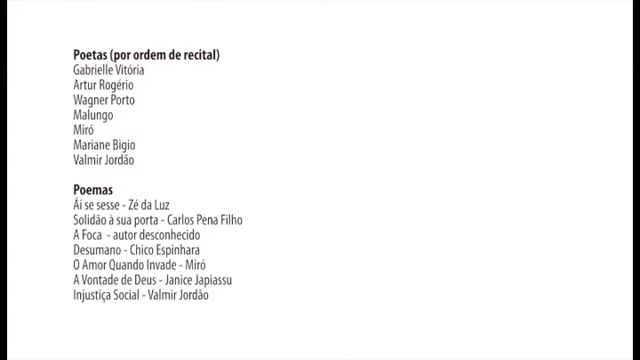 Poetas (por ordem de recital)
Gabrielle Vitória
Artur Rogério
Wagner Porto
Malungo
Miró
Mariane Bigio
Valmir Jordão
Poemas
Ái se sesse - Zé da Luz
Solidão à sua porta - Carlos Pena Filho
A Foca - autor desconhecido
Desumano - Chico Espinhara
O Amor Quando Invade - Miró
A Vontade de Deus - Janice Japiassu
Injustiça Social - Valmir Jordão